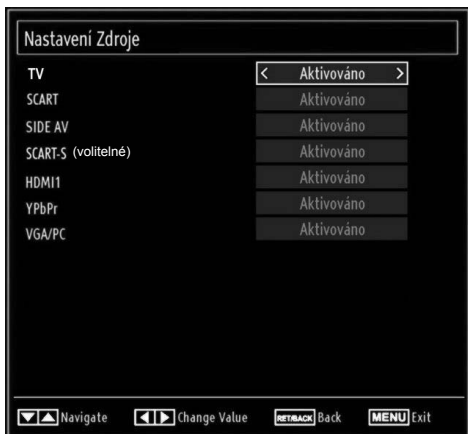 Nastavení Zdroje
TV < Aktivováno >
SCART Aktivováno
SIDE AV Aktivováno
SCART-S (volitelné) Aktivováno
HDMI1 Aktivováno
YPbPr Aktivováno
VGA/PC Aktivováno
Navigate Change Value RET/BACK Back MENU Exit